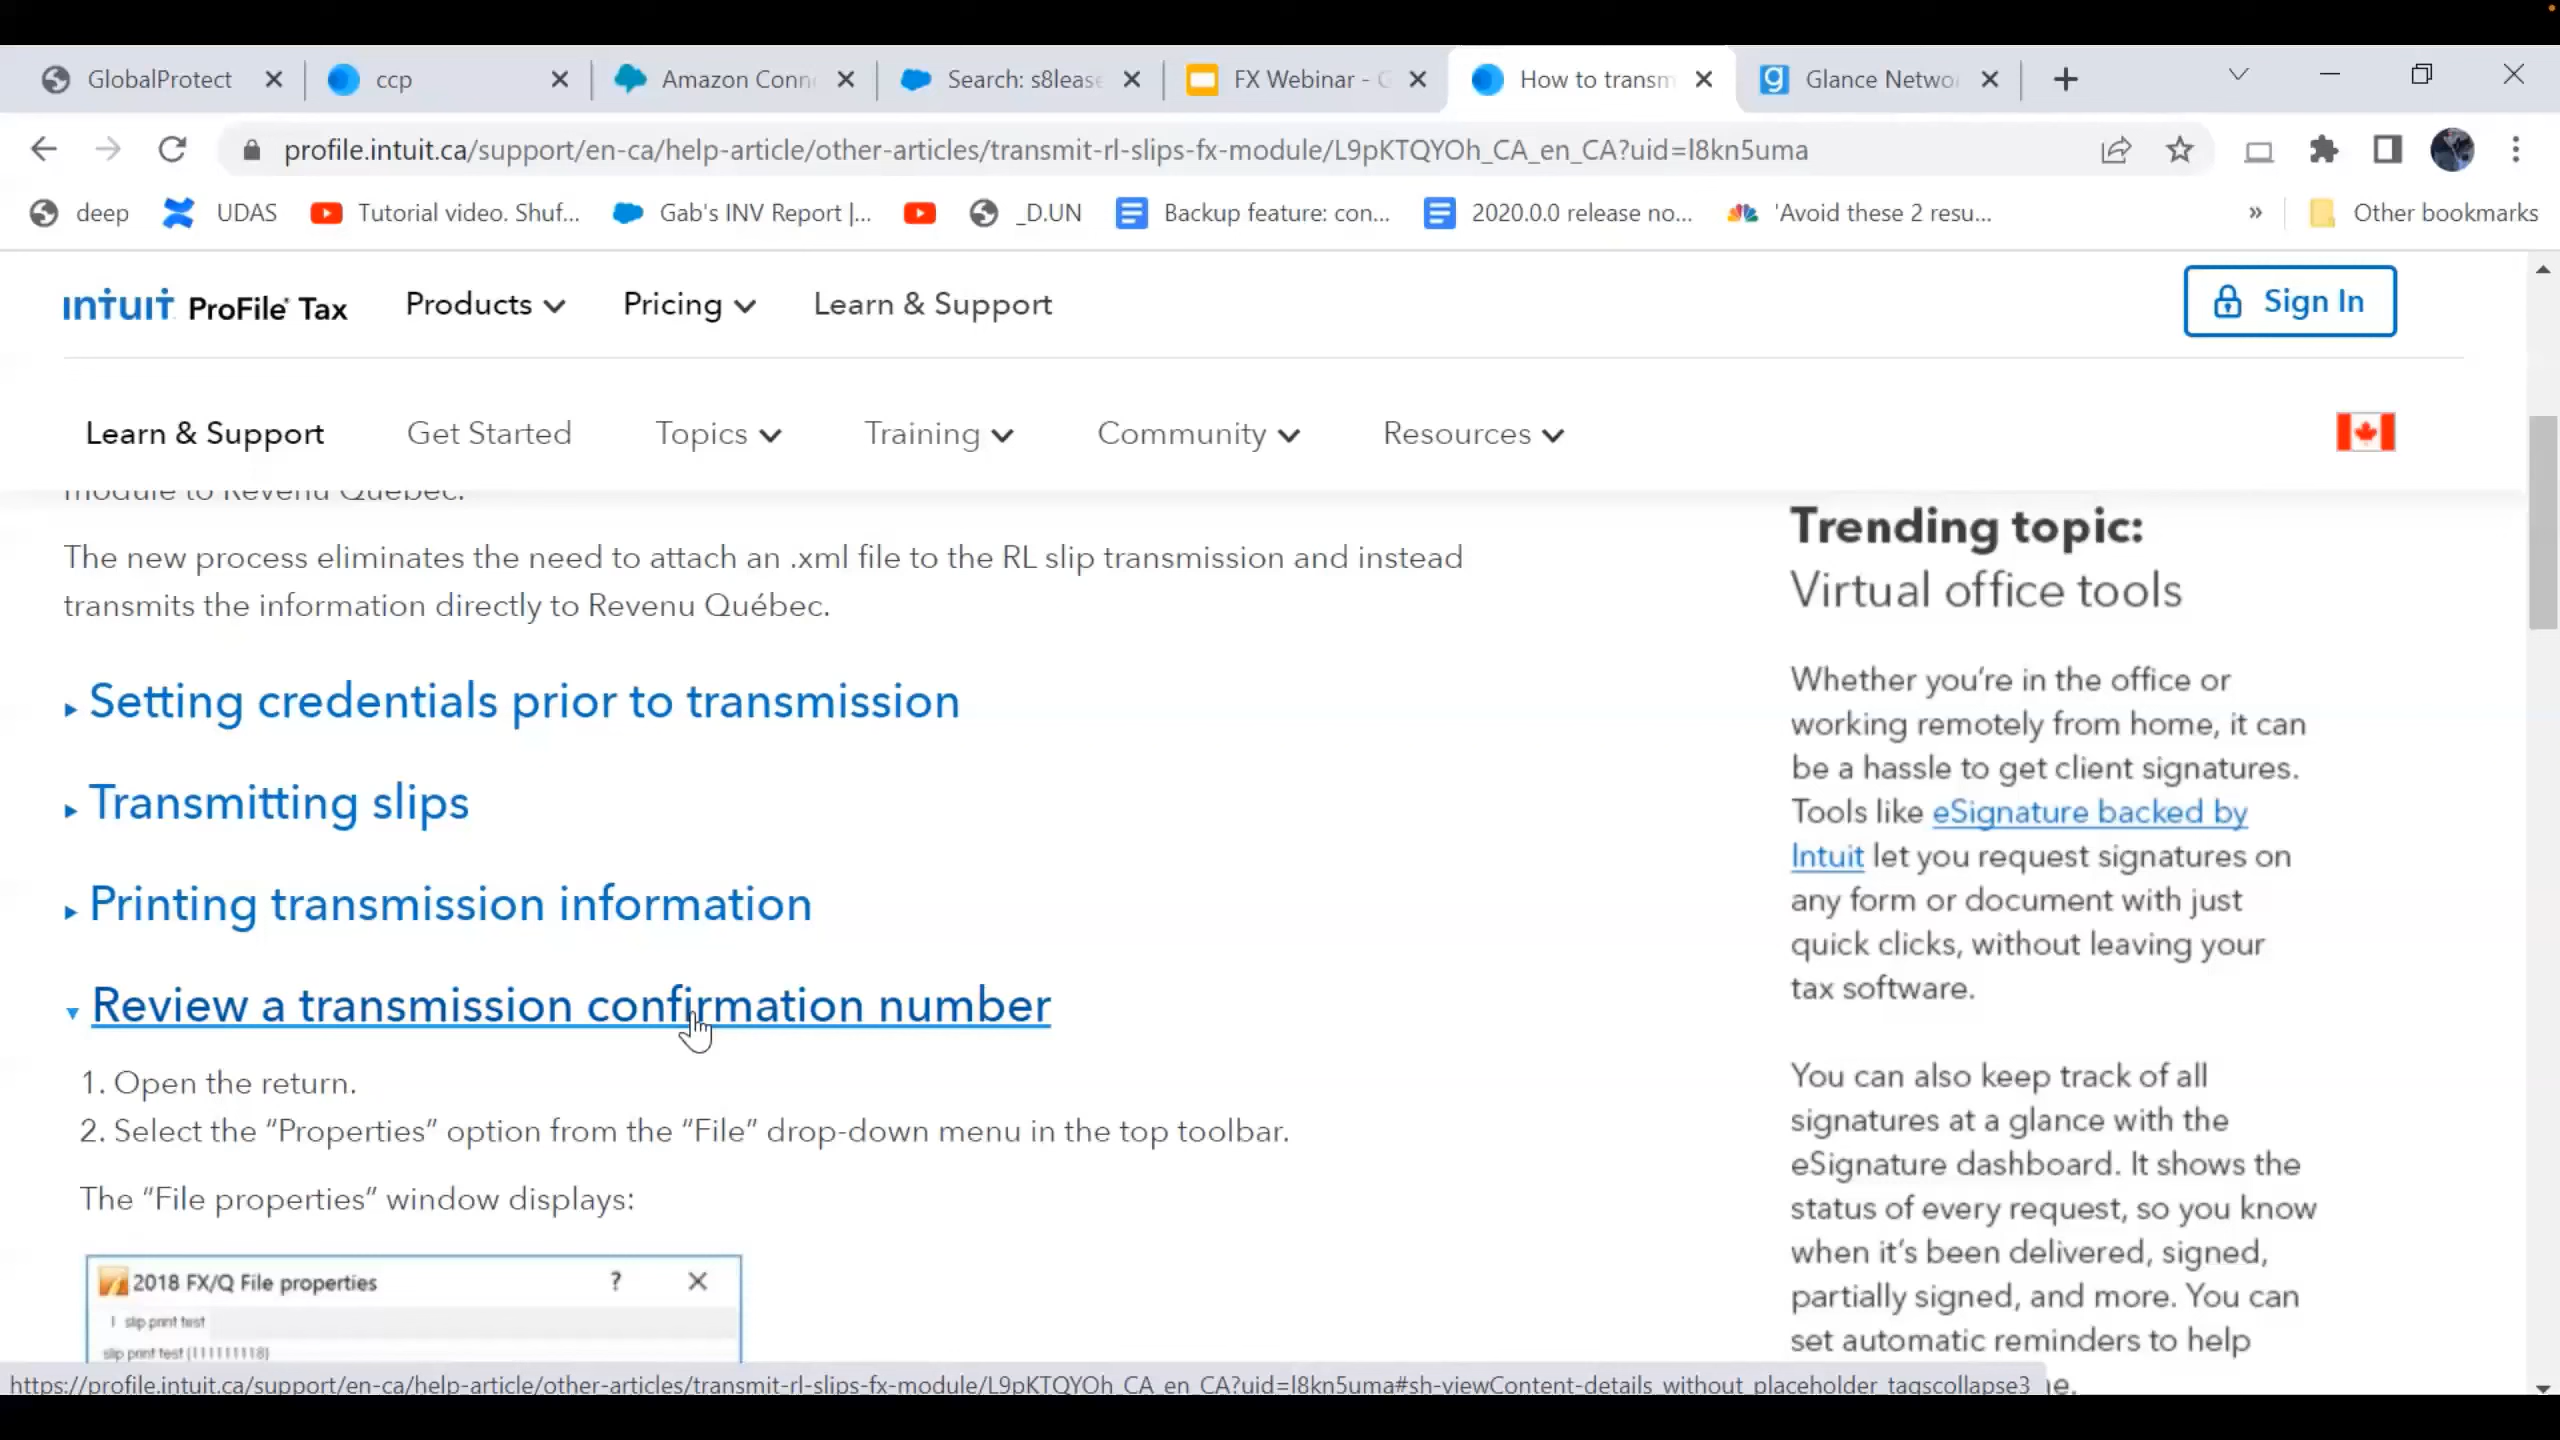 GlobalProtect
ccp
Amazon Conn
Search: s8lease
FX Webinar - G
How to transm
Glance Netwo
profile.intuit.ca/support/en-ca/help-article/other-articles/transmit-rl-slips-fx-module/L9pKTQYOh_CA_en_CA?uid=l8kn5uma
deep
UDAS
Tutorial video. Shuf...
Gab's INV Report |...
_D.UN
Backup feature: con...
2020.0.0 release no...
'Avoid these 2 resu...
»
Other bookmarks
INTUIT ProFile Tax
Products
Pricing
Learn & Support
Sign In
Learn & Support
Get Started
Topics
Training
Community
Resources
module to Revenu Québec.
The new process eliminates the need to attach an .xml file to the RL slip transmission and instead
transmits the information directly to Revenu Québec.
Setting credentials prior to transmission
Transmitting slips
Printing transmission information
Review a transmission confirmation number
1. Open the return.
2. Select the “Properties” option from the “File” drop-down menu in the top toolbar.
The “File properties” window displays:
2018 FX/Q File properties
?
slip print test
slip print test (111111118)
Trending topic:
Virtual office tools
Whether you’re in the office or
working remotely from home, it can
be a hassle to get client signatures.
Tools like eSignature backed by
Intuit let you request signatures on
any form or document with just
quick clicks, without leaving your
tax software.
You can also keep track of all
signatures at a glance with the
eSignature dashboard. It shows the
status of every request, so you know
when it’s been delivered, signed,
partially signed, and more. You can
set automatic reminders to help
https://profile.intuit.ca/support/en-ca/help-article/other-articles/transmit-rl-slips-fx-module/L9pKTQYOh_CA_en_CA?uid=l8kn5uma#sh-viewContent-details_without_placeholder_tagscollapse3